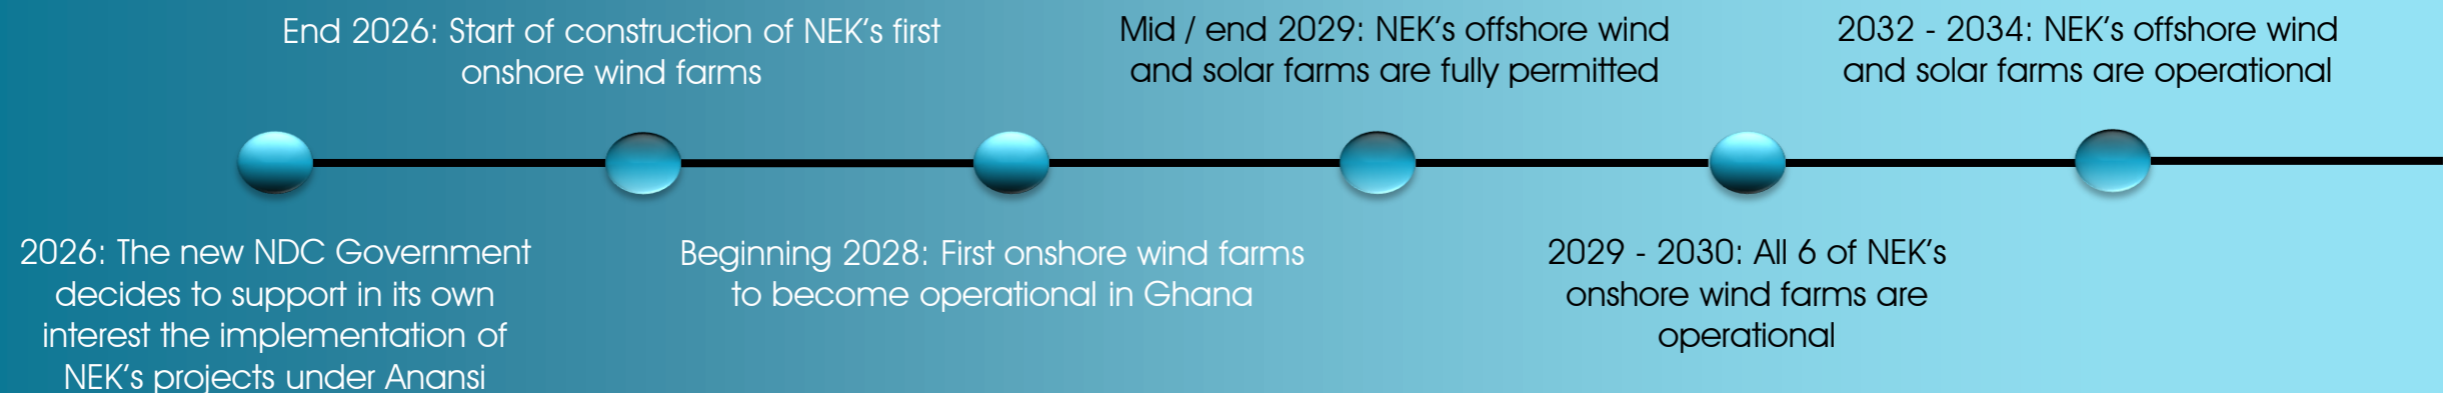 End 2026: Start of construction of NEK's first
onshore wind farms
Mid / end 2029: NEK's offshore wind
and solar farms are fully permitted
2032 - 2034: NEK's offshore wind
and solar farms are operational
2026: The new NDC Government
decides to support in its own
interest the implementation of
NEK's projects under Anansi
Beginning 2028: First onshore wind farms
to become operational in Ghana
2029 - 2030: All 6 of NEK's
onshore wind farms are
operational